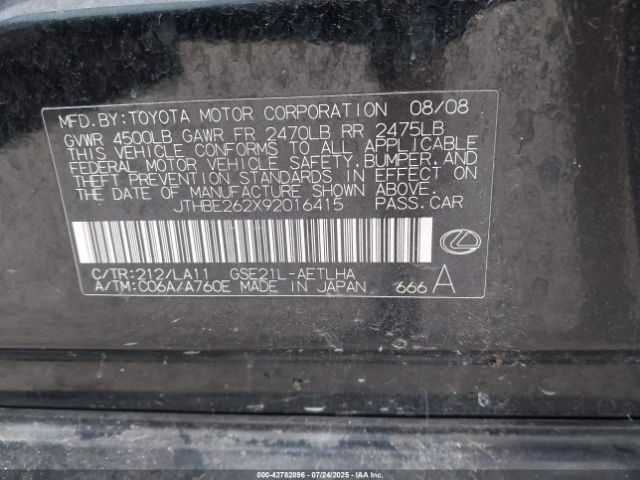 MFD.BY:TOYOTA MOTOR CORPORATION 08/08
GVWR 4500LB GAWR FR 2470LB RR 2475LB
THIS VEHICLE CONFORMS TO ALL APPLICABLE
FEDERAL MOTOR VEHICLE SAFETY,BUMPER,AND
THEFT PREVENTION STANDARDS IN EFFECT ON
THE DATE OF MANUFACTURE SHOWN ABOVE.
JTHBE262X92016415 PASS.CAR
C/TR:212/LA11 GSE21L-AETLHA
A/TM:C06A/A760E MADE IN JAPAN 666 A
000-42782896 - 07/24/2025 - IAAI.COM